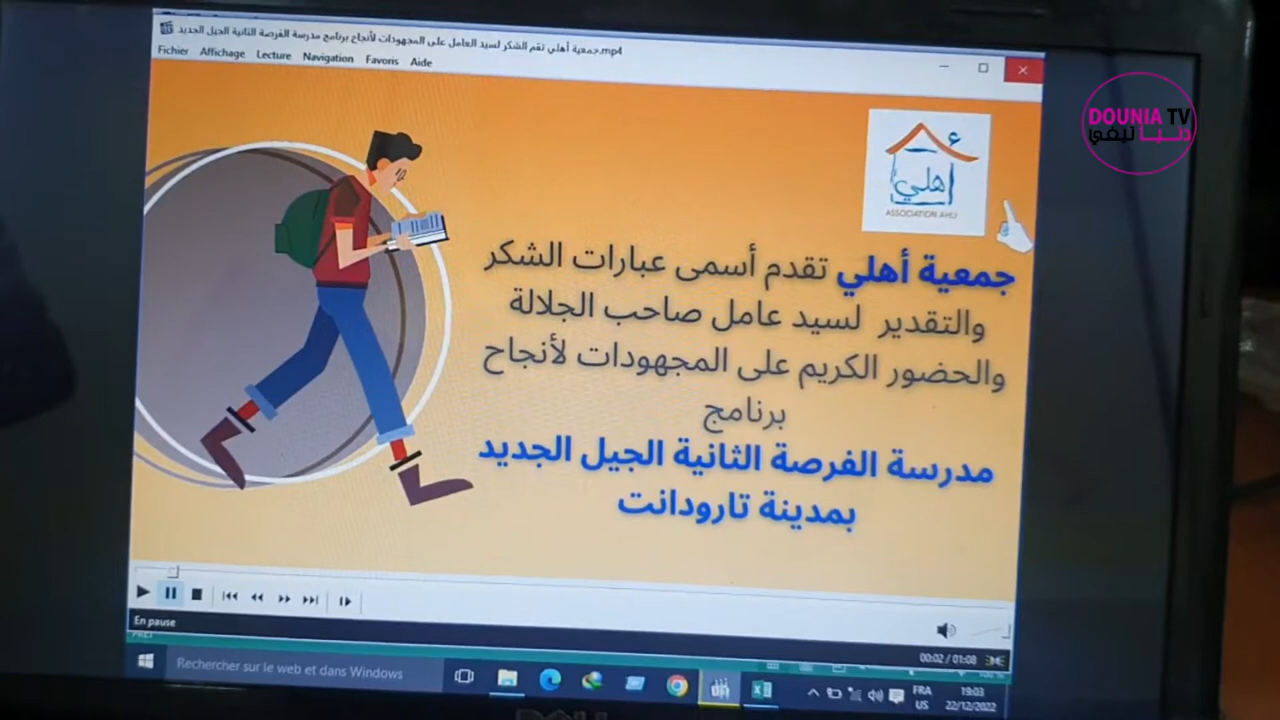 جمعية أهلي تقم الشكر لسيد العامل على المجهودات لأنجاح برنامج مدرسة الفرصة الثانية الجيل الجديد.mp4
Fichier Affichage Lecture Navigation Favoris Aide
DOUNIA TV
دنيا تيفي
أهلي
ASSOCIATION AHLI
جمعية أهلي تقدم أسمى عبارات الشكر
والتقدير لسيد عامل صاحب الجلالة
والحضور الكريم على المجهودات لأنجاح
برنامج
مدرسة الفرصة الثانية الجيل الجديد
بمدينة تارودانت
En pause
00:02 / 01:08
Rechercher sur le web et dans Windows
FRA
US
19:03
22/12/2022